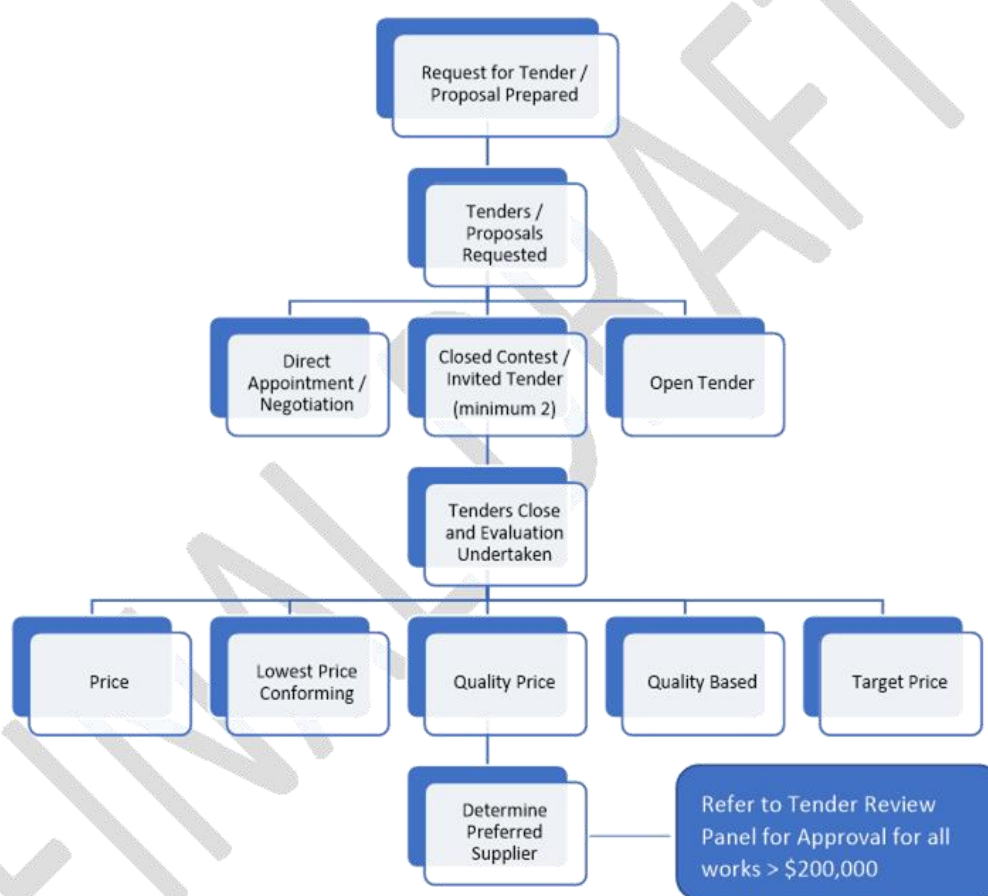 Request for Tender /
Proposal Prepared
Tenders /
Proposals
Requested
Direct
Appointment /
Negotiation
Closed Contest /
Invited Tender
(minimum 2)
Open Tender
Tenders Close
and Evaluation
Undertaken
Price
Lowest Price
Conforming
Quality Price
Quality Based
Target Price
Determine
Preferred
Supplier
Refer to Tender Review
Panel for Approval for all
works > $200,000
FINAL DRAFT